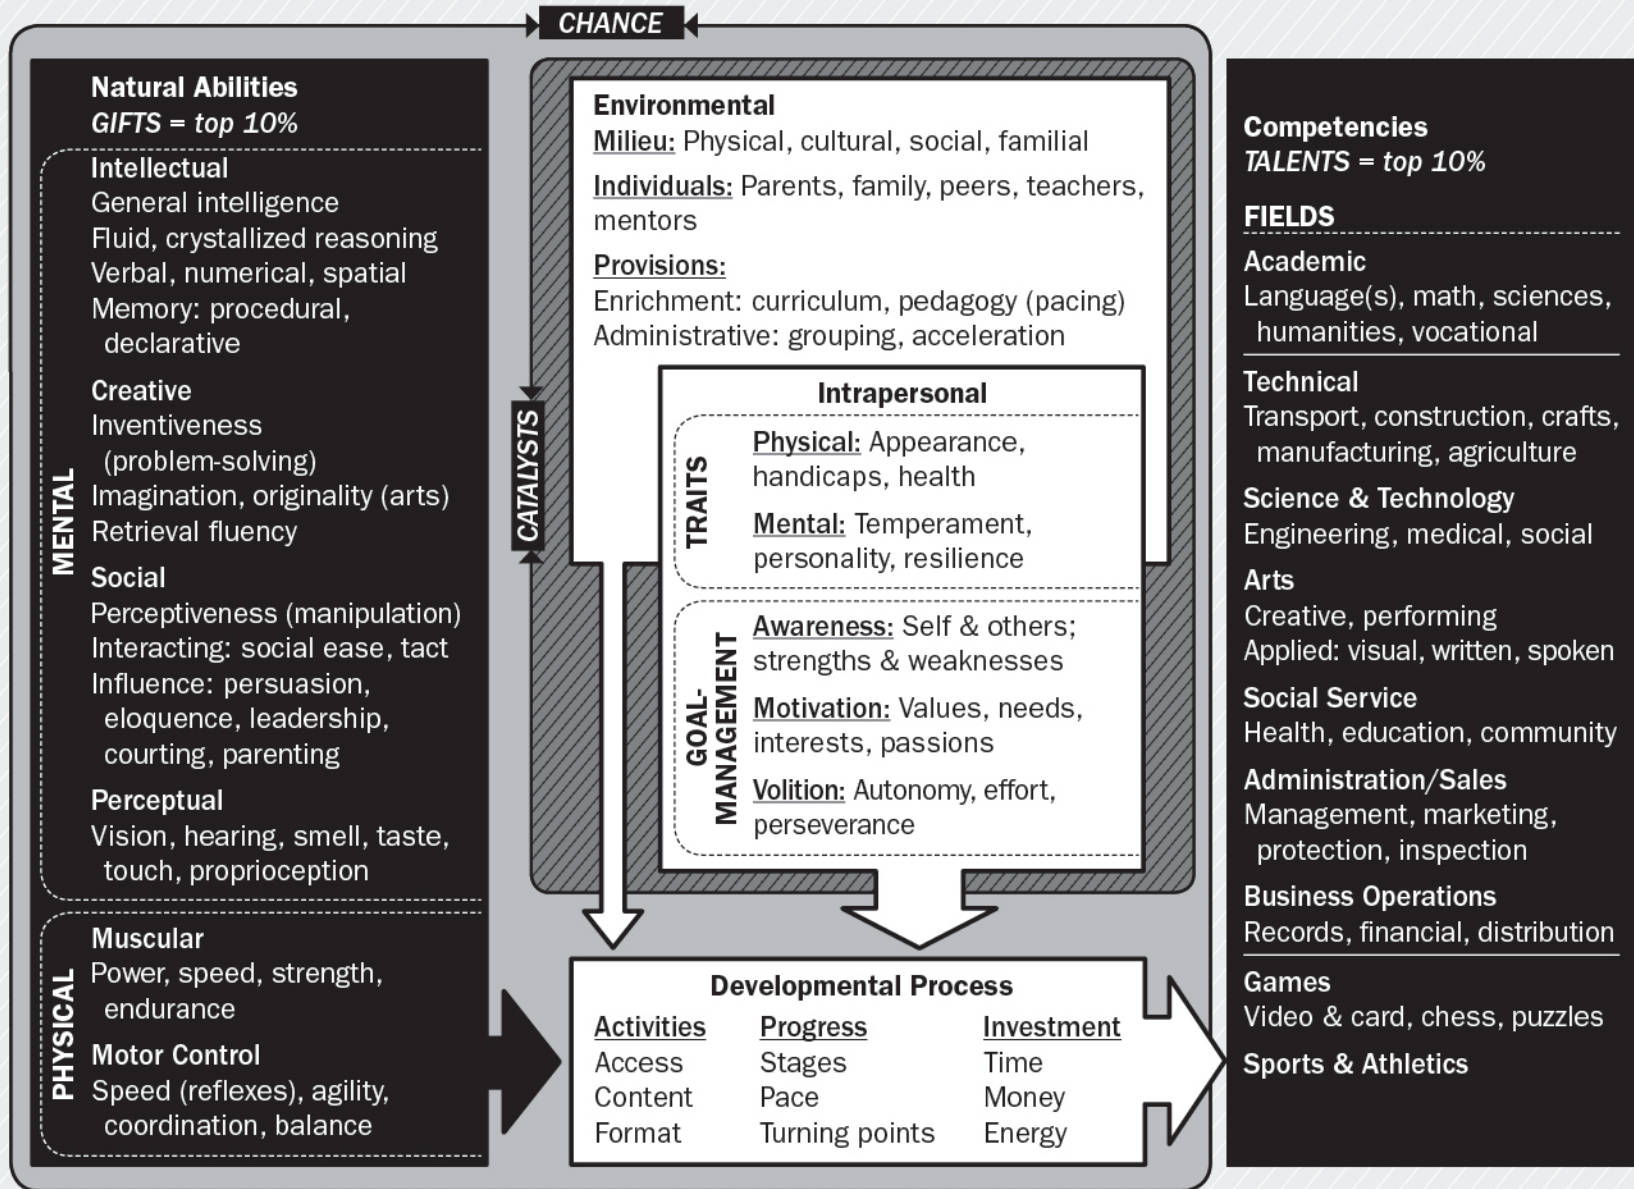 CHANCE
Natural Abilities
GIFTS = top 10%
MENTAL
Intellectual
General intelligence
Fluid, crystallized reasoning
Verbal, numerical, spatial
Memory: procedural,
declarative
Creative
Inventiveness
(problem-solving)
Imagination, originality (arts)
Retrieval fluency
Social
Perceptiveness (manipulation)
Interacting: social ease, tact
Influence: persuasion,
eloquence, leadership,
courting, parenting
Perceptual
Vision, hearing, smell, taste,
touch, proprioception
PHYSICAL
Muscular
Power, speed, strength,
endurance
Motor Control
Speed (reflexes), agility,
coordination, balance
CATALYSTS
Environmental
Milieu: Physical, cultural, social, familial
Individuals: Parents, family, peers, teachers,
mentors
Provisions:
Enrichment: curriculum, pedagogy (pacing)
Administrative: grouping, acceleration
Intrapersonal
TRAITS
Physical: Appearance,
handicaps, health
Mental: Temperament,
personality, resilience
GOAL-
MANAGEMENT
Awareness: Self & others;
strengths & weaknesses
Motivation: Values, needs,
interests, passions
Volition: Autonomy, effort,
perseverance
Developmental Process
Activities
Access
Content
Format
Progress
Stages
Pace
Turning points
Investment
Time
Money
Energy
Competencies
TALENTS = top 10%
FIELDS
Academic
Language(s), math, sciences,
humanities, vocational
Technical
Transport, construction, crafts,
manufacturing, agriculture
Science & Technology
Engineering, medical, social
Arts
Creative, performing
Applied: visual, written, spoken
Social Service
Health, education, community
Administration/Sales
Management, marketing,
protection, inspection
Business Operations
Records, financial, distribution
Games
Video & card, chess, puzzles
Sports & Athletics